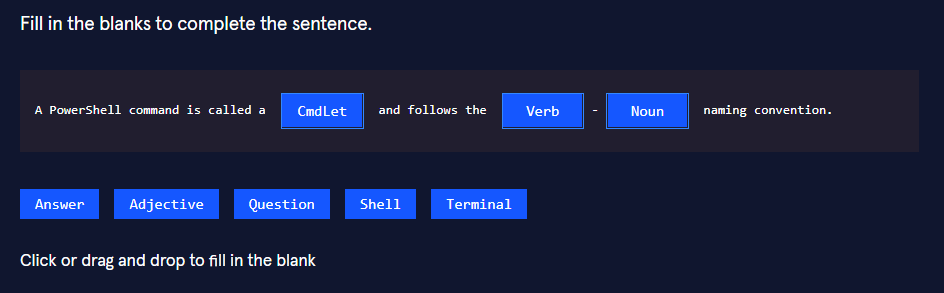 Fill in the blanks to complete the sentence.
A PowerShell command is called a CmdLet and follows the Verb - Noun naming convention.
Answer Adjective Question Shell Terminal
Click or drag and drop to fill in the blank